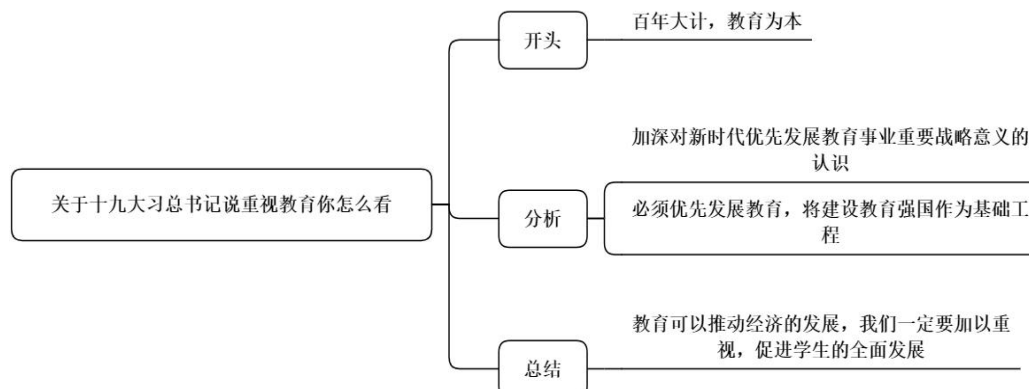 开头
百年大计，教育为本
关于十九大习总书记说重视教育你怎么看
分析
加深对新时代优先发展教育事业重要战略意义的
认识
必须优先发展教育，将建设教育强国作为基础工
程
总结
教育可以推动经济的发展，我们一定要加以重
视，促进学生的全面发展